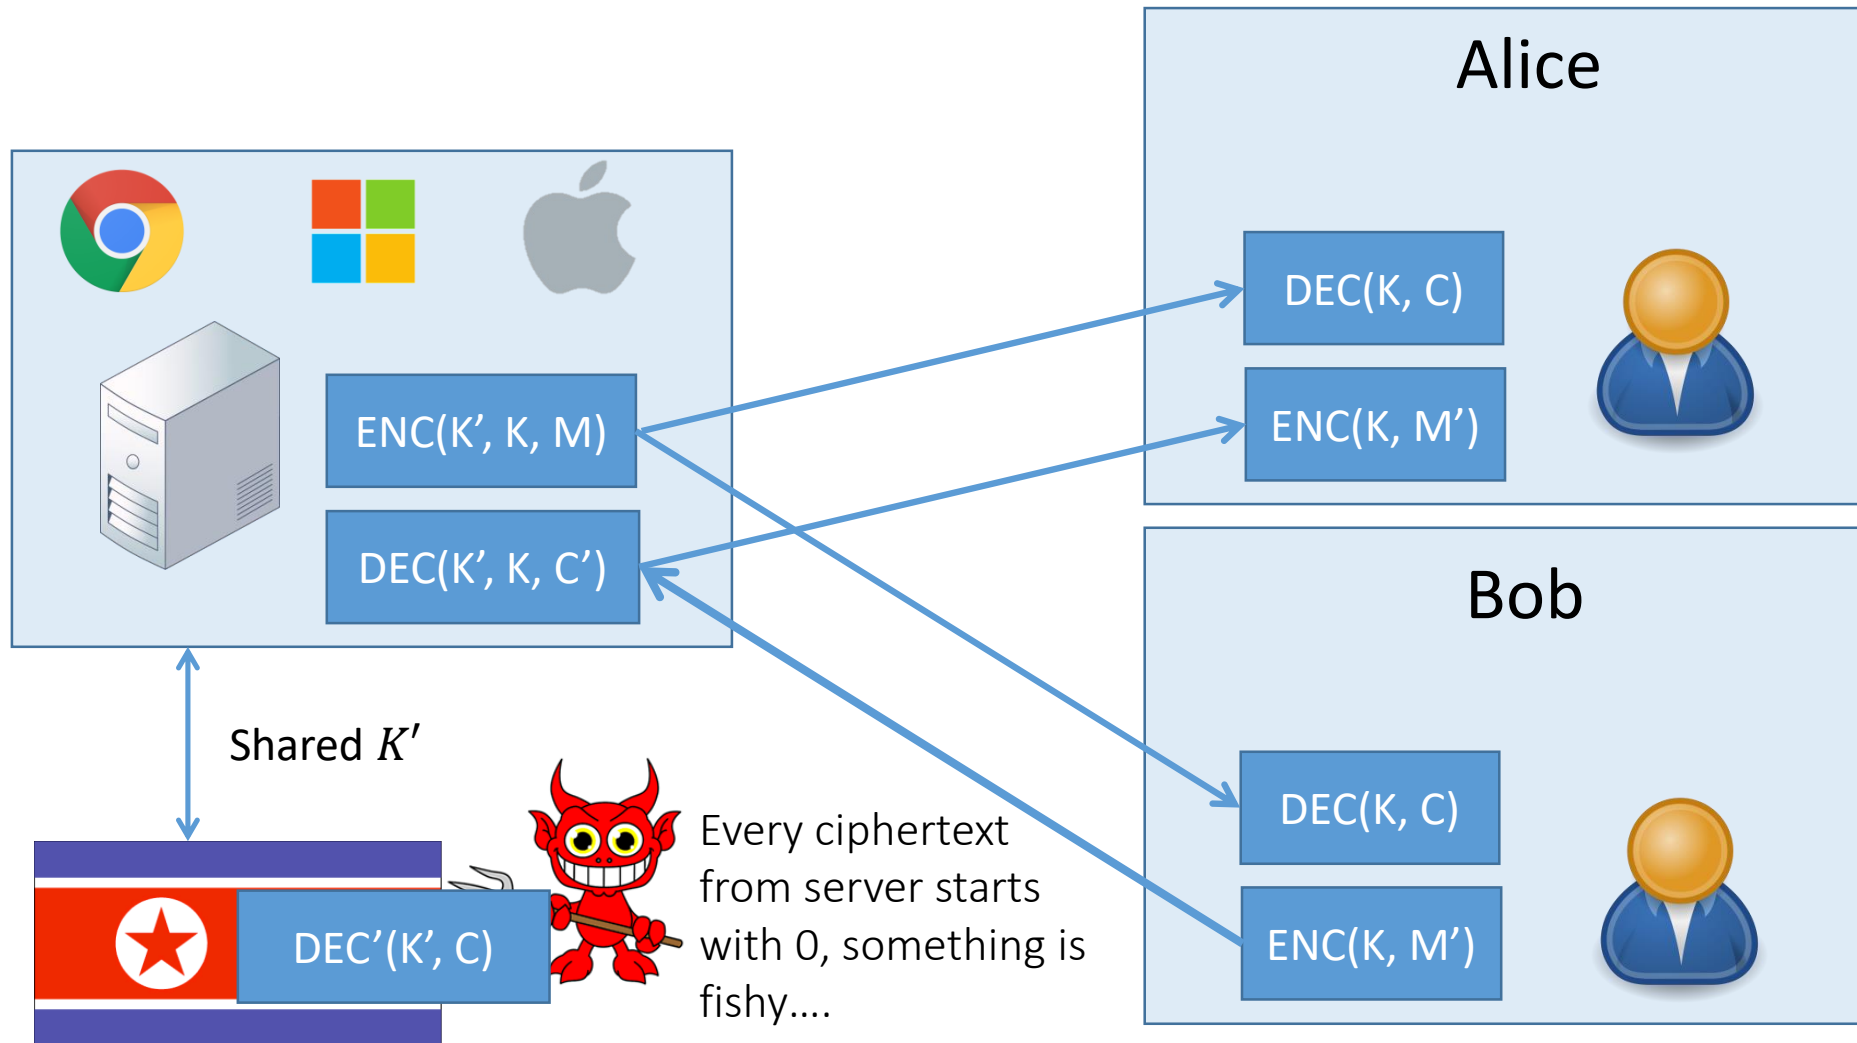 Alice
DEC(K, C)
ENC(K, M’)
ENC(K’, K, M)
DEC(K’, K, C’)
Bob
DEC(K, C)
ENC(K, M’)
Shared K′
DEC’(K’, C)
Every ciphertext
from server starts
with 0, something is
fishy....